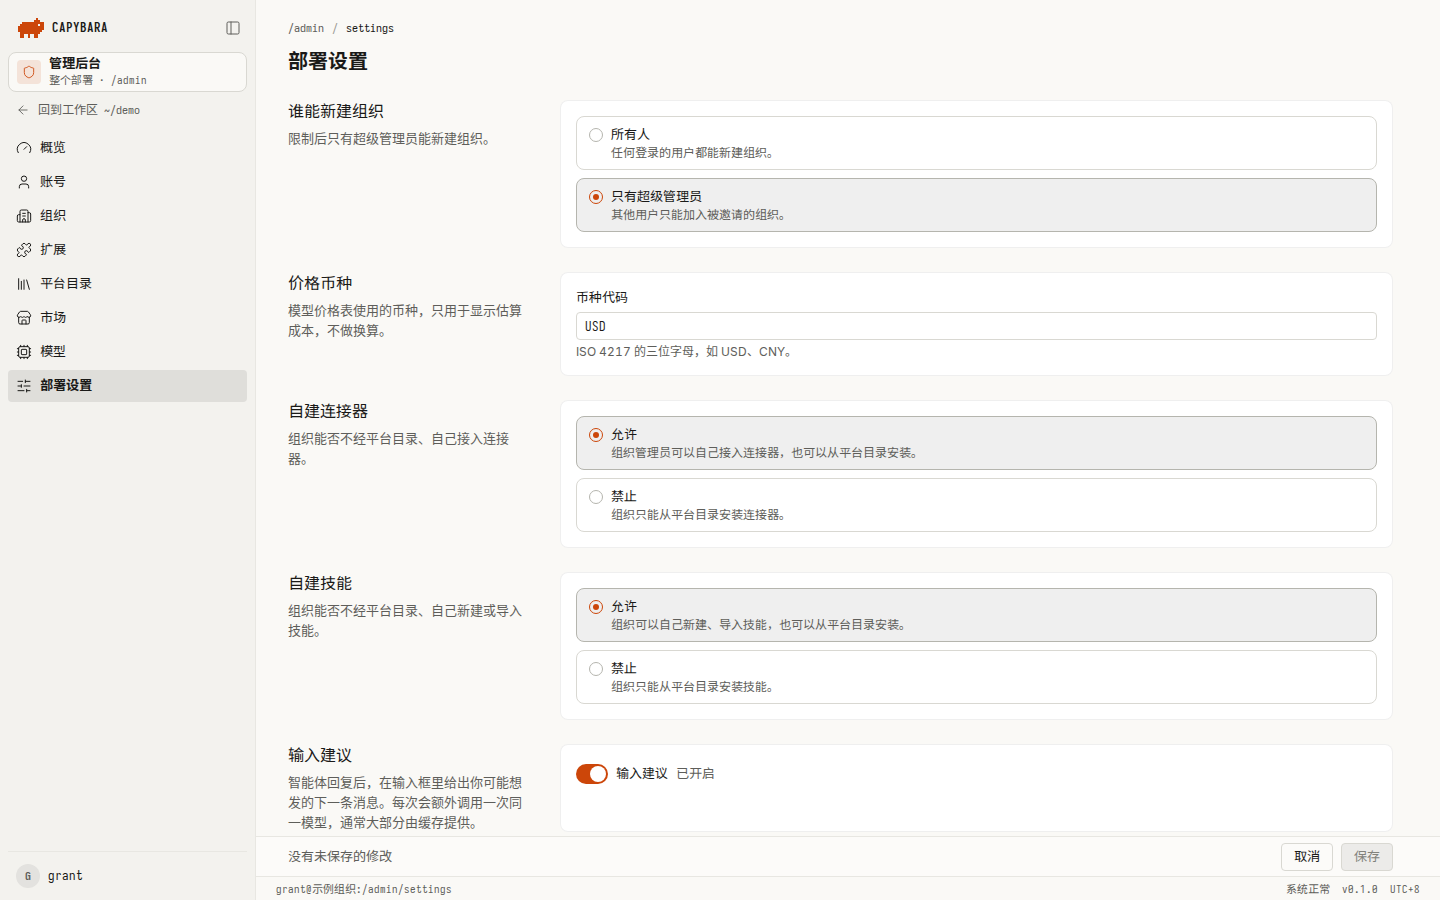 CAPYBARA
管理后台
整个部署 · /admin
回到工作区 ~/demo
概览
账号
组织
扩展
平台目录
市场
模型
部署设置
G grant
/admin / settings
部署设置
谁能新建组织
限制后只有超级管理员能新建组织。
所有人
任何登录的用户都能新建组织。
只有超级管理员
其他用户只能加入被邀请的组织。
价格币种
模型价格表使用的币种，只用于显示估算
成本，不做换算。
币种代码
USD
ISO 4217 的三位字母，如 USD、CNY。
自建连接器
组织能否不经平台目录、自己接入连接
器。
允许
组织管理员可以自己接入连接器，也可以从平台目录安装。
禁止
组织只能从平台目录安装连接器。
自建技能
组织能否不经平台目录、自己新建或导入
技能。
允许
组织可以自己新建、导入技能，也可以从平台目录安装。
禁止
组织只能从平台目录安装技能。
输入建议
智能体回复后，在输入框里给出你可能想
发的下一条消息。每次会额外调用一次同
一模型，通常大部分由缓存提供。
输入建议 已开启
没有未保存的修改
取消
保存
grant@示例组织:/admin/settings
系统正常 v0.1.0 UTC+8